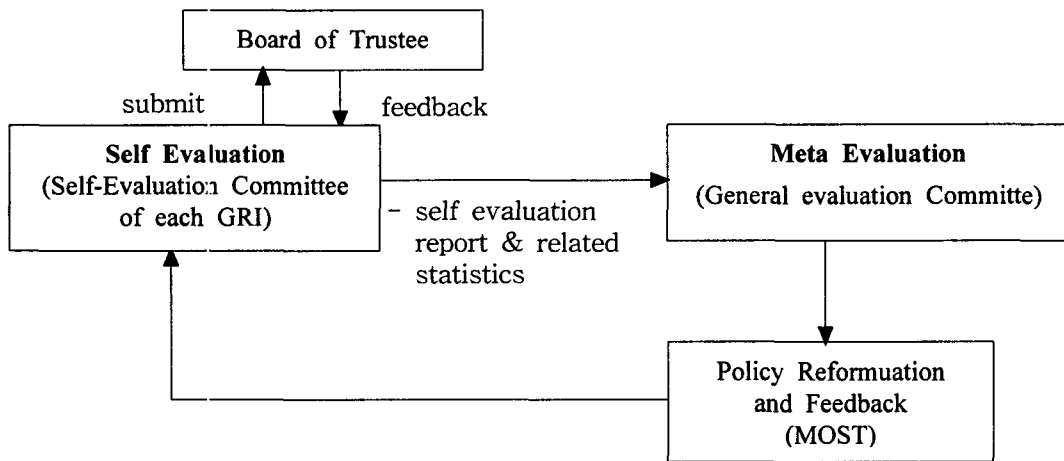 Board of Trustee
submit
feedback
Self Evaluation
(Self-Evaluation Committee
of each GRI)
- self evaluation
report & related
statistics
Meta Evaluation
(General evaluation Committe)
Policy Reformuation
and Feedback
(MOST)